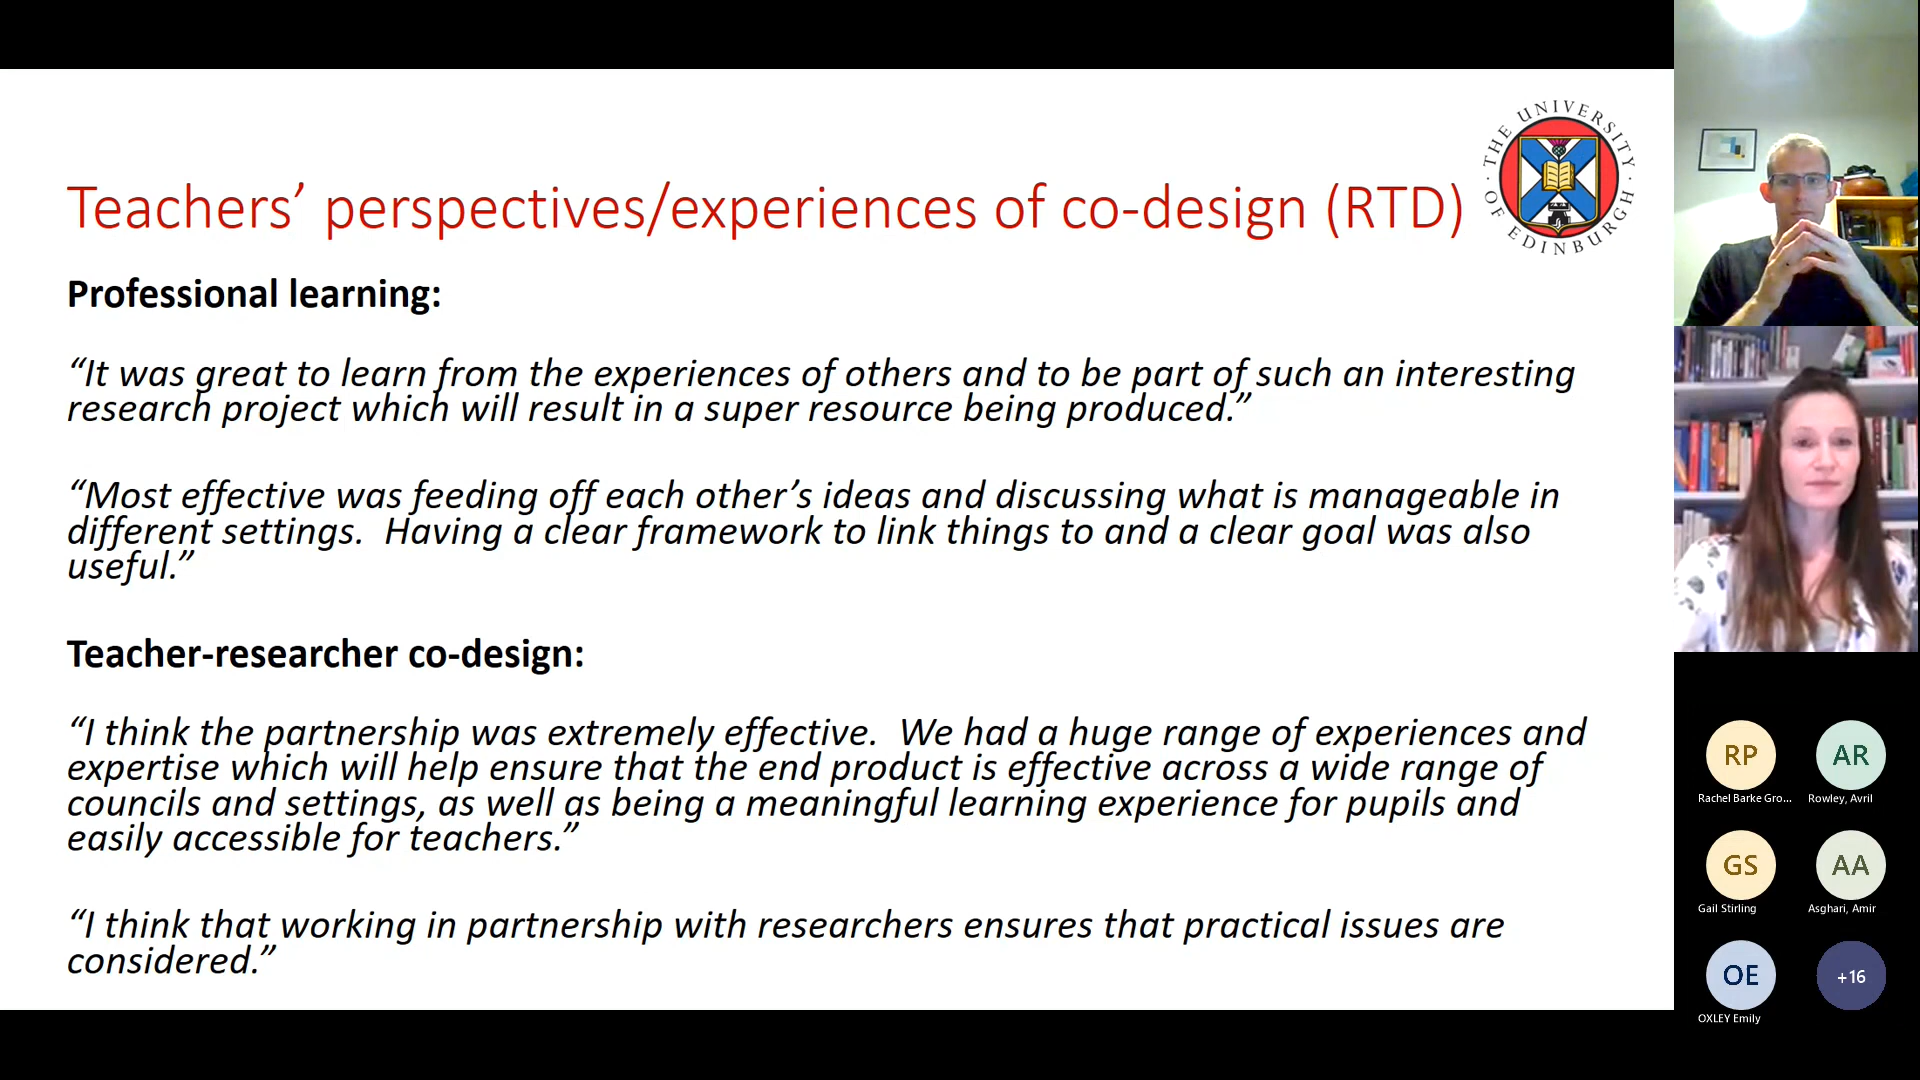 THE UNIVERSITY OF EDINBURGH
Teachers’ perspectives/experiences of co-design (RTD)
Professional learning:
“It was great to learn from the experiences of others and to be part of such an interesting
research project which will result in a super resource being produced.”
“Most effective was feeding off each other’s ideas and discussing what is manageable in
different settings.  Having a clear framework to link things to and a clear goal was also
useful.”
Teacher-researcher co-design:
“I think the partnership was extremely effective.  We had a huge range of experiences and
expertise which will help ensure that the end product is effective across a wide range of
councils and settings, as well as being a meaningful learning experience for pupils and
easily accessible for teachers.”
“I think that working in partnership with researchers ensures that practical issues are
considered.”
RP
Rachel Barke Gro...
AR
Rowley, Avril
GS
Gail Stirling
AA
Asghari, Amir
OE
OXLEY Emily
+16